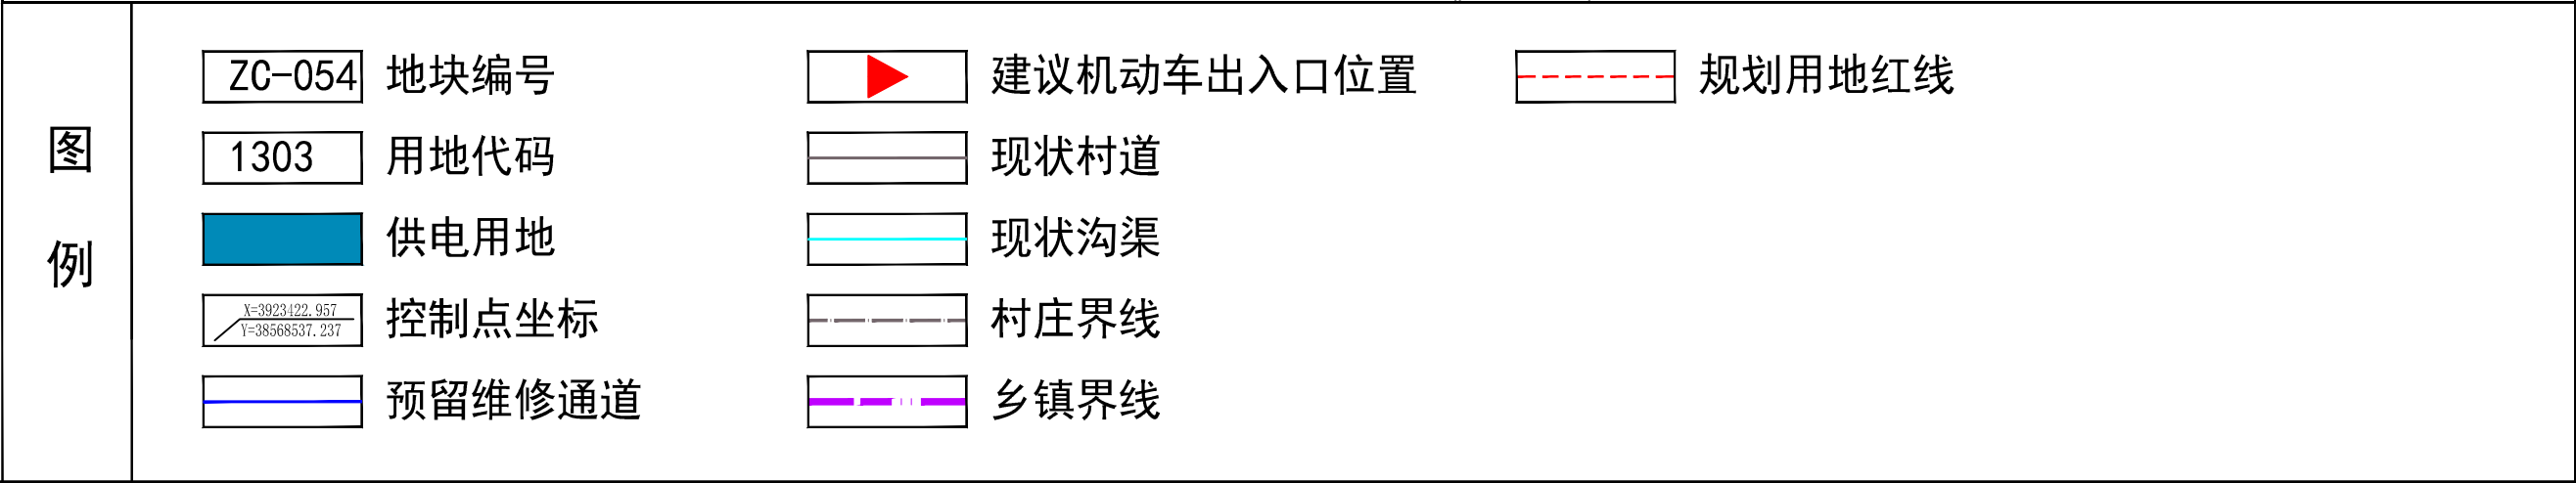 图例
ZC-054 地块编号
1303 用地代码
供电用地
X=3923422.957
Y=38568537.237
控制点坐标
预留维修通道
建议机动车出入口位置
现状村道
现状沟渠
村庄界线
乡镇界线
规划用地红线